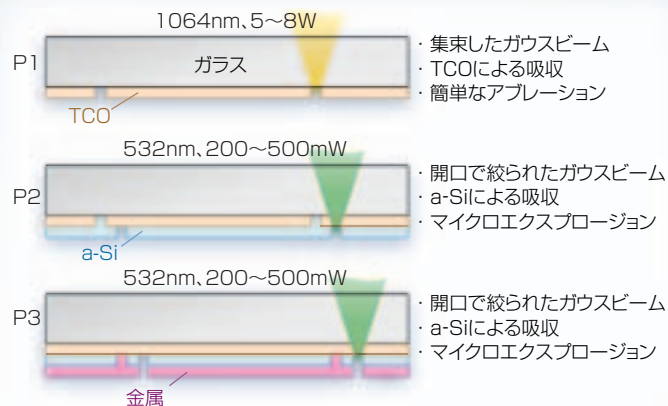 1064nm、5〜8W
P1
ガラス
TCO
・集束したガウスビーム
・TCOによる吸収
・簡単なアブレーション
532nm、200〜500mW
P2
a-Si
・開口で絞られたガウスビーム
・a-Siによる吸収
・マイクロエクスプロージョン
532nm、200〜500mW
P3
金属
・開口で絞られたガウスビーム
・a-Siによる吸収
・マイクロエクスプロージョン